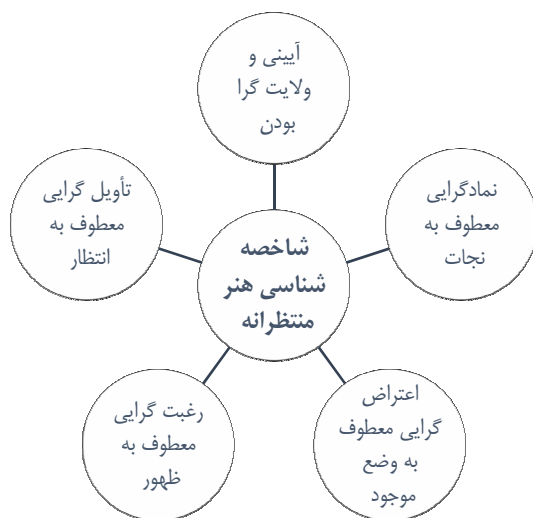 آیینی و
ولایت گرا
بودن
نمادگرایی
معطوف به
نجات
اعتراض
گرایی معطوف
به وضع
موجود
رغبت گرایی
معطوف به
ظهور
تأویل گرایی
معطوف به
انتظار
شاخصه
شناسی هنر
منتظرانه